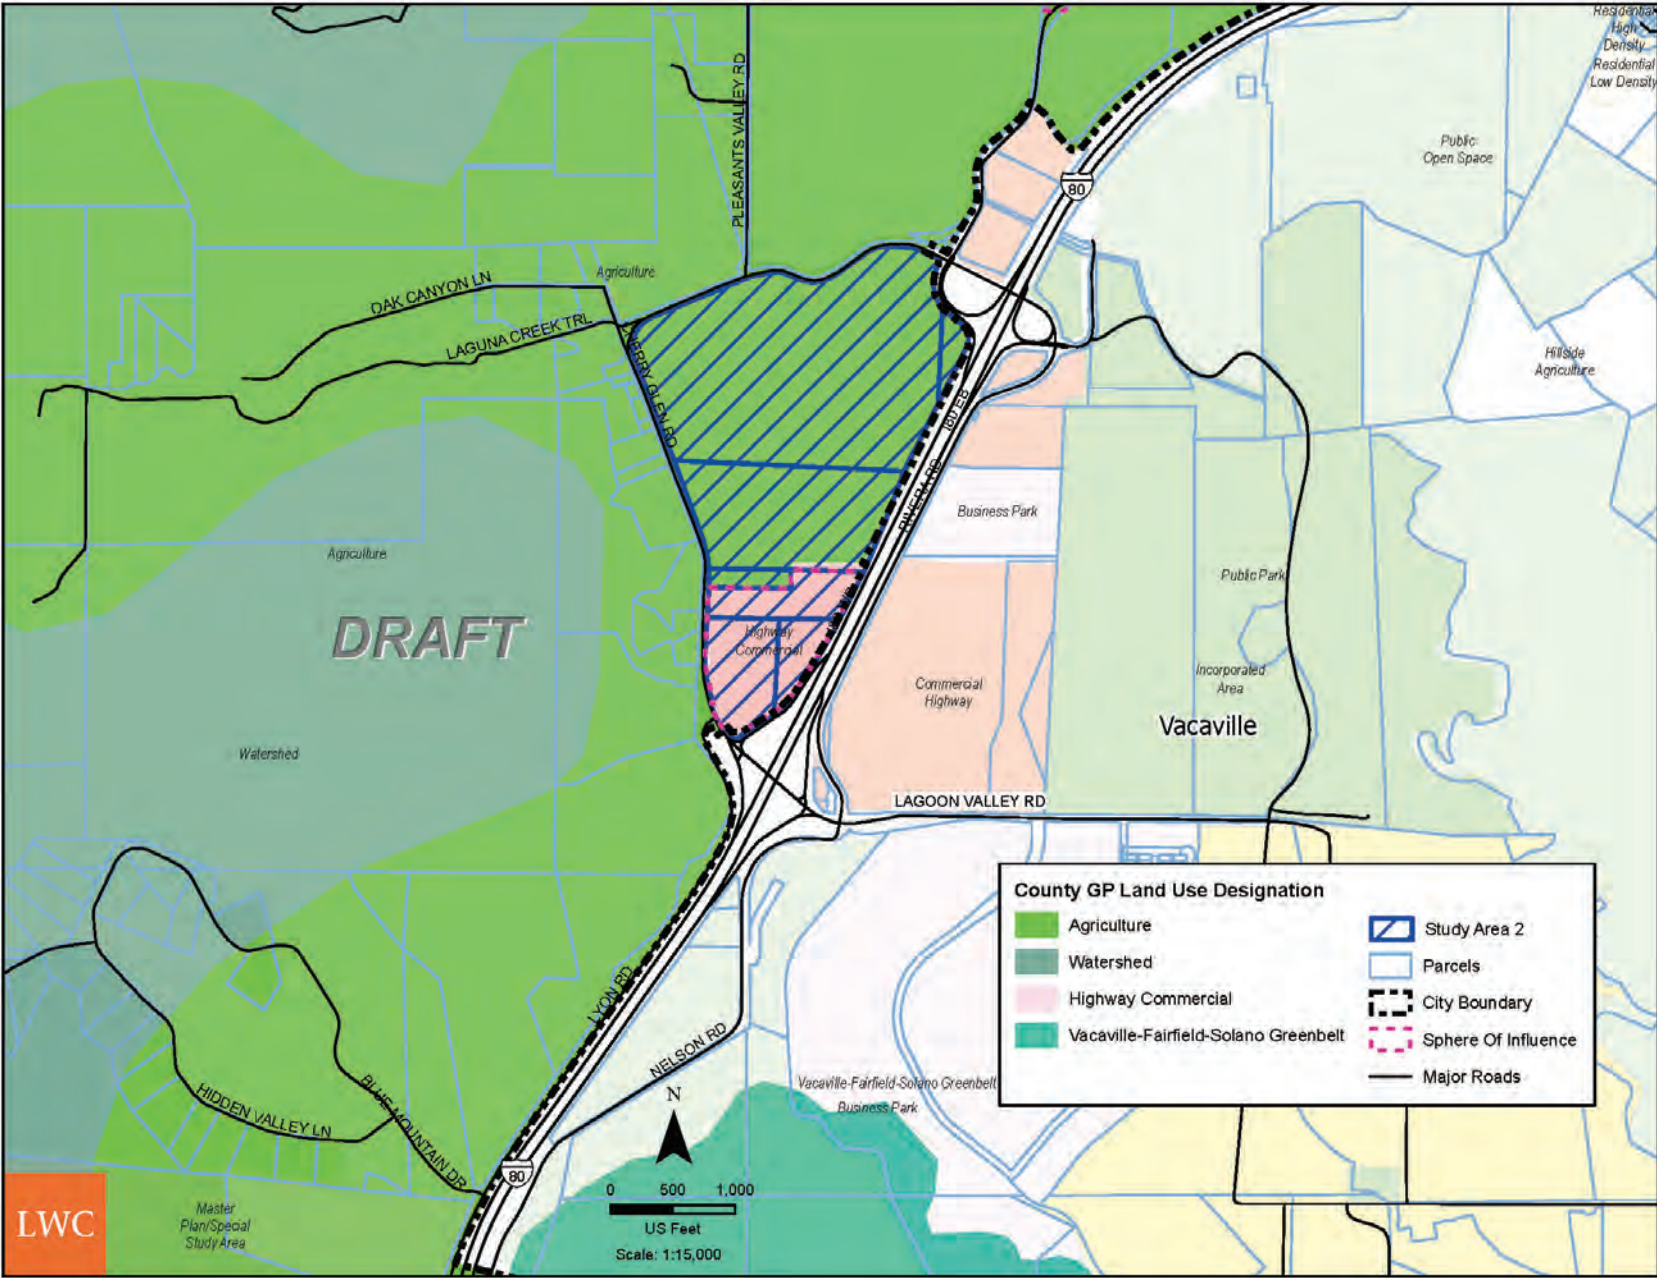 Residential
High
Density
Residential
Low Density
PLEASANTS VALLEY RD
Public
Open Space
80
Agriculture
OAK CANYON LN
LAGUNA CREEK TRL
CHERRY GLEN RD
Hillside
Agriculture
I80 EB
RIVERA RD
Business Park
Agriculture
Public Park
DRAFT
Highway
Commercial
Commercial
Highway
Incorporated
Area
Vacaville
Watershed
LAGOON VALLEY RD
County GP Land Use Designation
Agriculture
Watershed
Highway Commercial
Vacaville-Fairfield-Solano Greenbelt
Study Area 2
Parcels
City Boundary
Sphere Of Influence
Major Roads
LYON RD
NELSON RD
Vacaville-Fairfield-Solano Greenbelt
Business Park
HIDDEN VALLEY LN
BLUE MOUNTAIN DR
N
80
0 500 1,000
US Feet
Scale: 1:15,000
Master
Plan/Special
Study Area
LWC